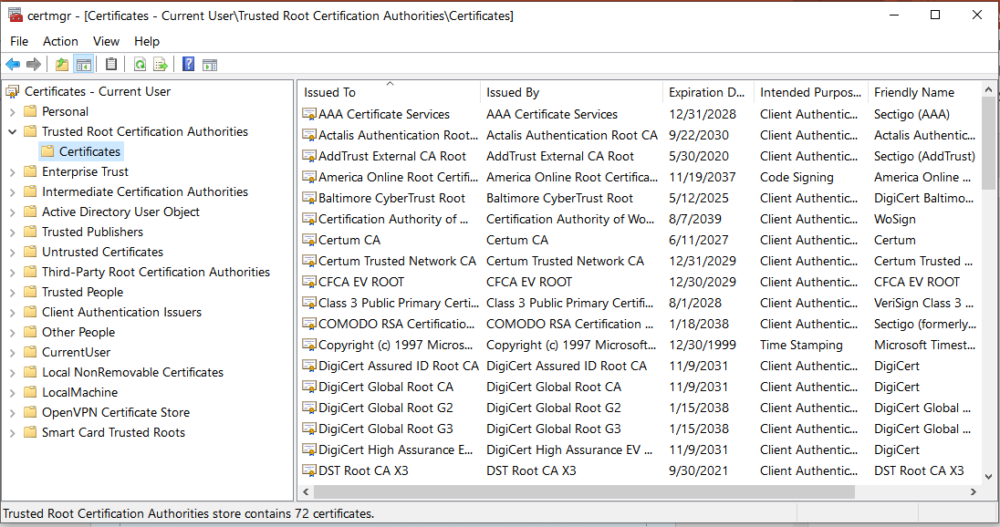 certmgr - [Certificates - Current User\Trusted Root Certification Authorities\Certificates]
File Action View Help
Certificates - Current User
Personal
Trusted Root Certification Authorities
Certificates
Enterprise Trust
Intermediate Certification Authorities
Active Directory User Object
Trusted Publishers
Untrusted Certificates
Third-Party Root Certification Authorities
Trusted People
Client Authentication Issuers
Other People
CurrentUser
Local NonRemovable Certificates
LocalMachine
OpenVPN Certificate Store
Smart Card Trusted Roots
Issued To Issued By Expiration D... Intended Purpos... Friendly Name
AAA Certificate Services AAA Certificate Services 12/31/2028 Client Authentic... Sectigo (AAA)
Actalis Authentication Root... Actalis Authentication Root CA 9/22/2030 Client Authentic... Actalis Authentic...
AddTrust External CA Root AddTrust External CA Root 5/30/2020 Client Authentic... Sectigo (AddTrust)
America Online Root Certifi... America Online Root Certifica... 11/19/2037 Code Signing America Online ...
Baltimore CyberTrust Root Baltimore CyberTrust Root 5/12/2025 Client Authentic... DigiCert Baltimo...
Certification Authority of ... Certification Authority of Wo... 8/7/2039 Client Authentic... WoSign
Certum CA Certum CA 6/11/2027 Client Authentic... Certum
Certum Trusted Network CA Certum Trusted Network CA 12/31/2029 Client Authentic... Certum Trusted ...
CFCA EV ROOT CFCA EV ROOT 12/30/2029 Client Authentic... CFCA EV ROOT
Class 3 Public Primary Certi... Class 3 Public Primary Certifi... 8/1/2028 Client Authentic... VeriSign Class 3 ...
COMODO RSA Certificatio... COMODO RSA Certification ... 1/18/2038 Client Authentic... Sectigo (formerly...
Copyright (c) 1997 Micros... Copyright (c) 1997 Microsoft... 12/30/1999 Time Stamping Microsoft Timest...
DigiCert Assured ID Root CA DigiCert Assured ID Root CA 11/9/2031 Client Authentic... DigiCert
DigiCert Global Root CA DigiCert Global Root CA 11/9/2031 Client Authentic... DigiCert
DigiCert Global Root G2 DigiCert Global Root G2 1/15/2038 Client Authentic... DigiCert Global ...
DigiCert Global Root G3 DigiCert Global Root G3 1/15/2038 Client Authentic... DigiCert Global ...
DigiCert High Assurance E... DigiCert High Assurance EV ... 11/9/2031 Client Authentic... DigiCert
DST Root CA X3 DST Root CA X3 9/30/2021 Client Authentic... DST Root CA X3
Trusted Root Certification Authorities store contains 72 certificates.